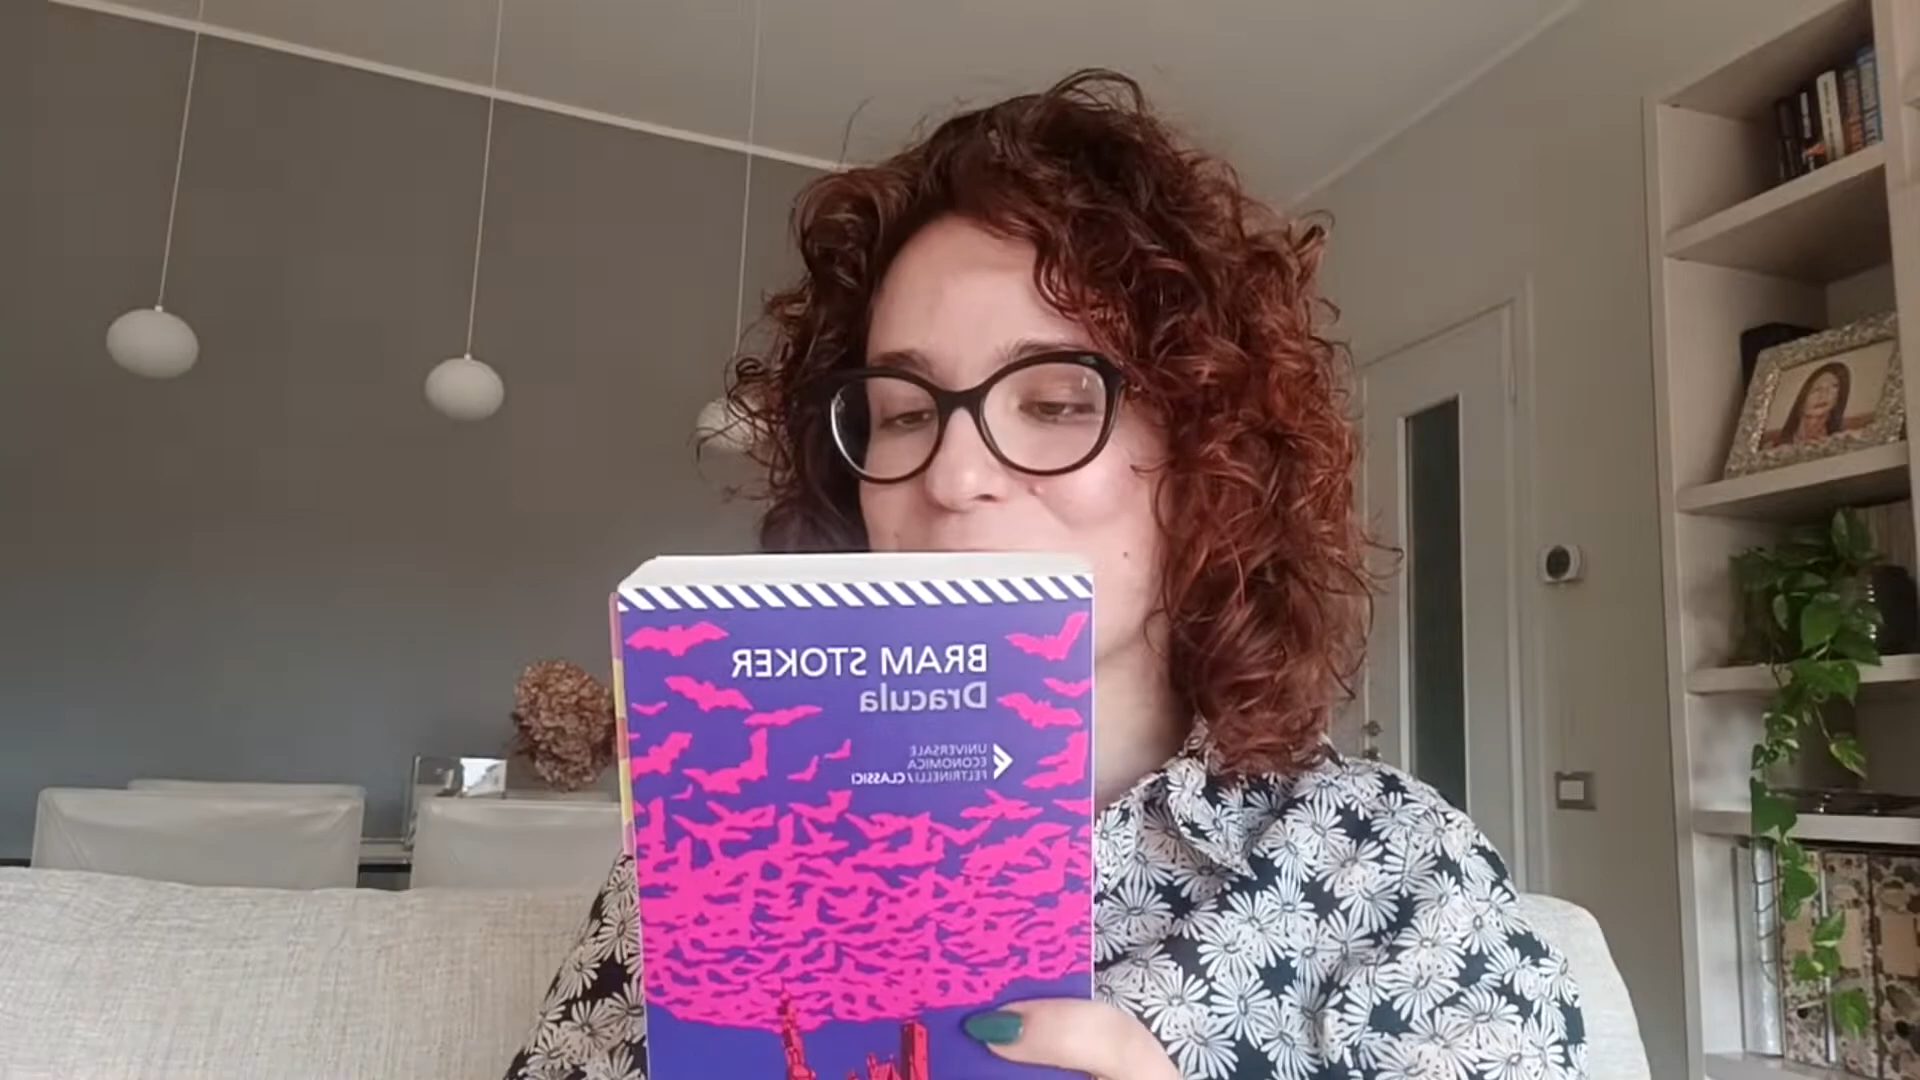 BRAM STOKER
Dracula
UNIVERSALE
ECONOMICA
FELTRINELLI/CLASSICI